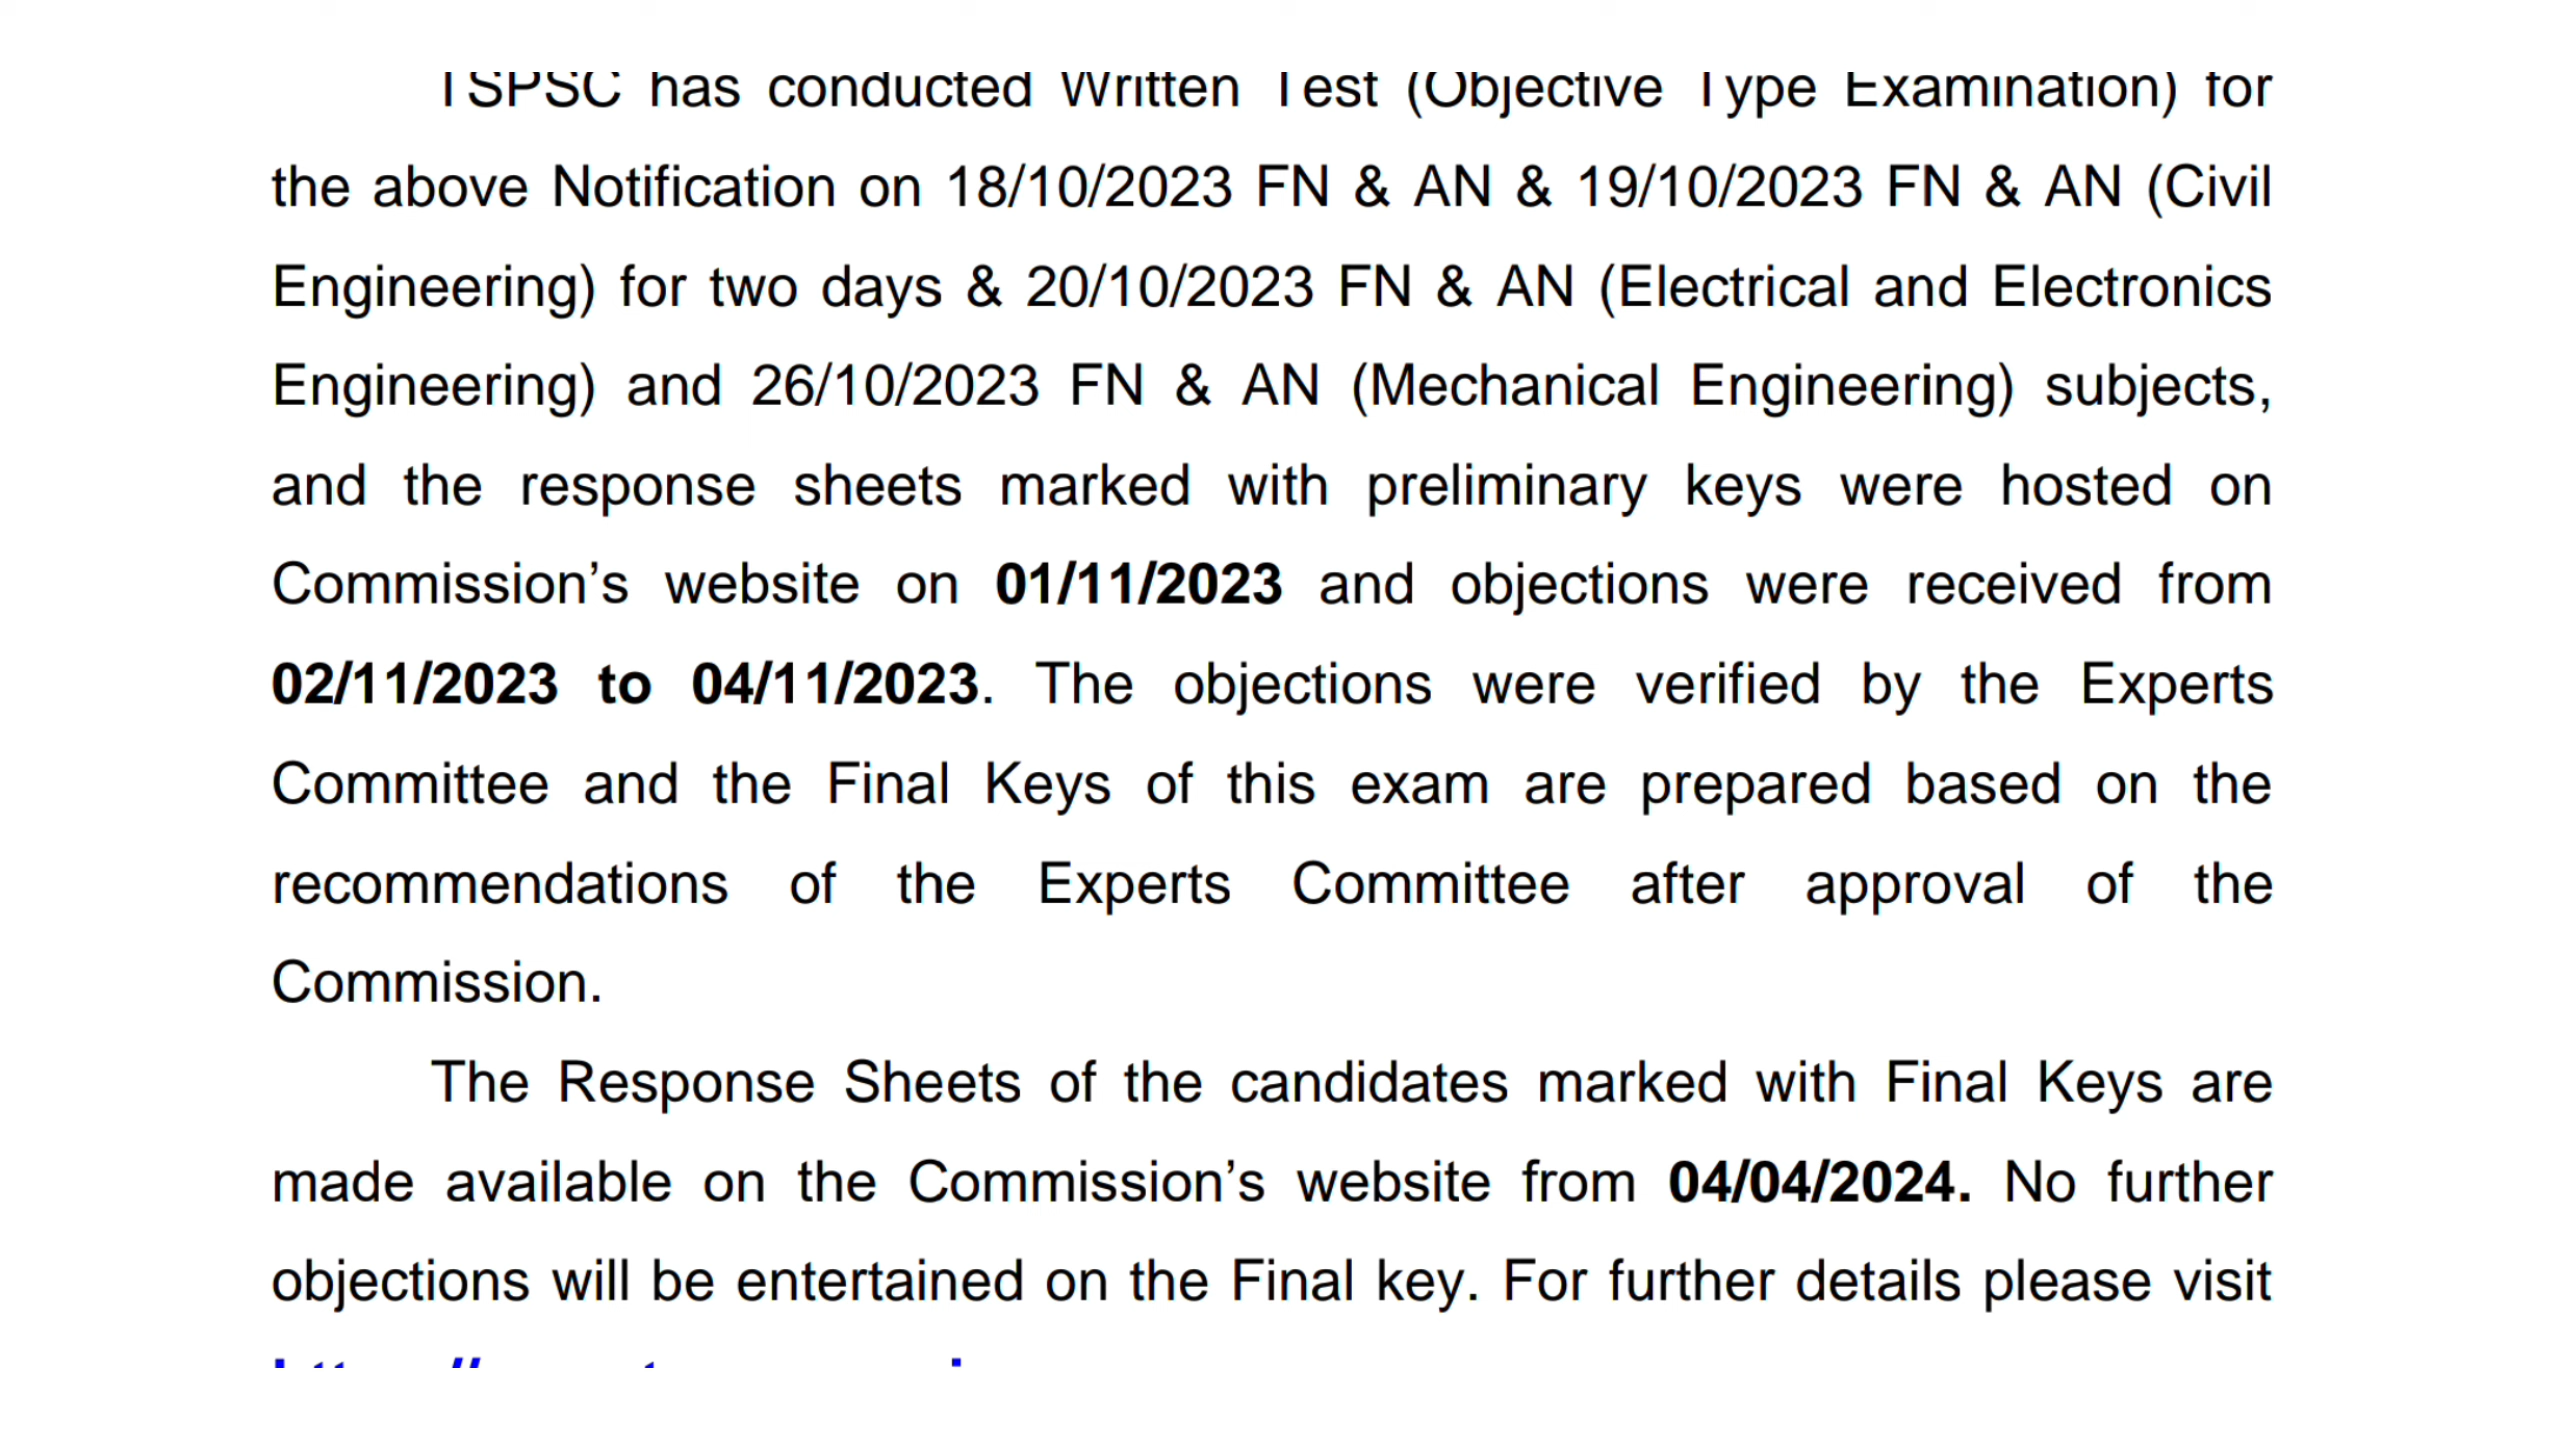 TSPSC has conducted Written Test (Objective Type Examination) for
the above Notification on 18/10/2023 FN & AN & 19/10/2023 FN & AN (Civil
Engineering) for two days & 20/10/2023 FN & AN (Electrical and Electronics
Engineering) and 26/10/2023 FN & AN (Mechanical Engineering) subjects,
and the response sheets marked with preliminary keys were hosted on
Commission’s website on 01/11/2023 and objections were received from
02/11/2023 to 04/11/2023. The objections were verified by the Experts
Committee and the Final Keys of this exam are prepared based on the
recommendations of the Experts Committee after approval of the
Commission.
The Response Sheets of the candidates marked with Final Keys are
made available on the Commission’s website from 04/04/2024. No further
objections will be entertained on the Final key. For further details please visit